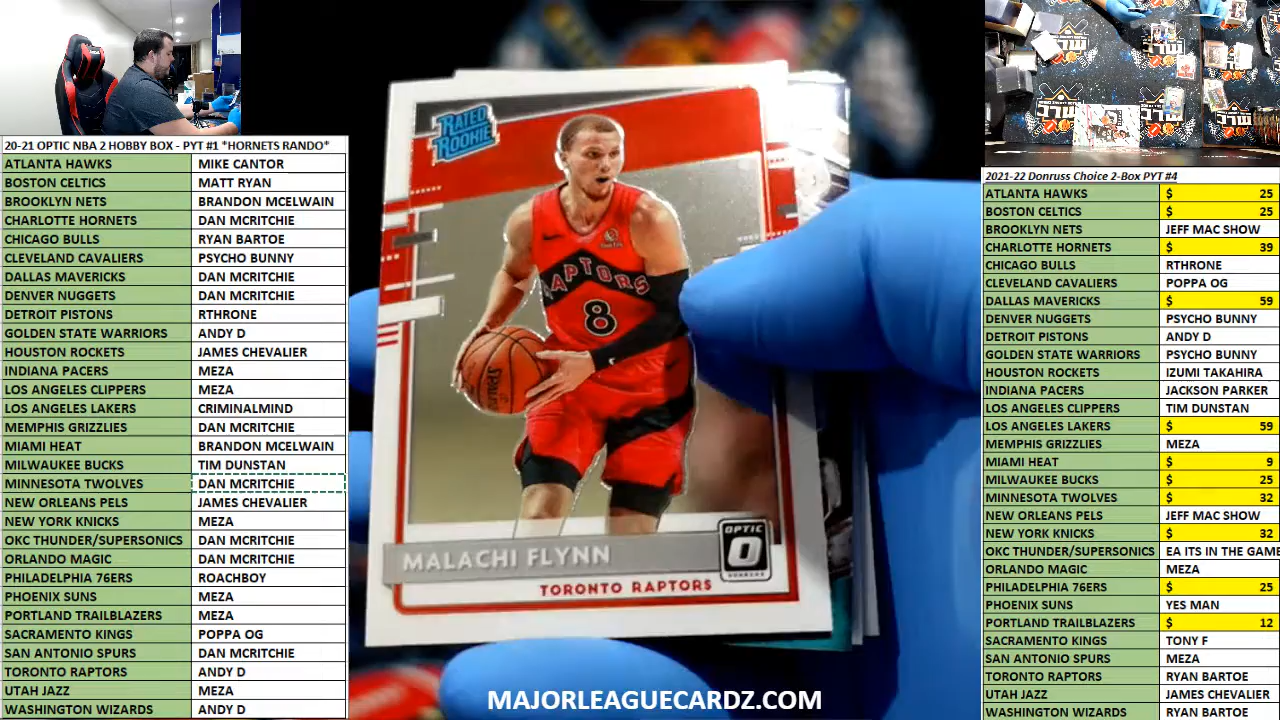 20-21 OPTIC NBA 2 HOBBY BOX - PYT #1 *HORNETS RANDO*
ATLANTA HAWKS MIKE CANTOR
BOSTON CELTICS MATT RYAN
BROOKLYN NETS BRANDON MCELWAIN
CHARLOTTE HORNETS DAN MCRITCHIE
CHICAGO BULLS RYAN BARTOE
CLEVELAND CAVALIERS PSYCHO BUNNY
DALLAS MAVERICKS DAN MCRITCHIE
DENVER NUGGETS DAN MCRITCHIE
DETROIT PISTONS RTHRONE
GOLDEN STATE WARRIORS ANDY D
HOUSTON ROCKETS JAMES CHEVALIER
INDIANA PACERS MEZA
LOS ANGELES CLIPPERS MEZA
LOS ANGELES LAKERS CRIMINALMIND
MEMPHIS GRIZZLIES DAN MCRITCHIE
MIAMI HEAT BRANDON MCELWAIN
MILWAUKEE BUCKS TIM DUNSTAN
MINNESOTA TWOLVES DAN MCRITCHIE
NEW ORLEANS PELS JAMES CHEVALIER
NEW YORK KNICKS MEZA
OKC THUNDER/SUPERSONICS DAN MCRITCHIE
ORLANDO MAGIC DAN MCRITCHIE
PHILADELPHIA 76ERS ROACHBOY
PHOENIX SUNS MEZA
PORTLAND TRAILBLAZERS MEZA
SACRAMENTO KINGS POPPA OG
SAN ANTONIO SPURS DAN MCRITCHIE
TORONTO RAPTORS ANDY D
UTAH JAZZ MEZA
WASHINGTON WIZARDS ANDY D
RATED
ROOKIE
RAPTORS
8
SPALDING
MALACHI FLYNN
OPTIC
DONRUSS
TORONTO RAPTORS
MAJORLEAGUECARDZ.COM
2021-22 Donruss Choice 2-Box PYT #4
ATLANTA HAWKS $ 25
BOSTON CELTICS $ 25
BROOKLYN NETS JEFF MAC SHOW
CHARLOTTE HORNETS $ 39
CHICAGO BULLS RTHRONE
CLEVELAND CAVALIERS POPPA OG
DALLAS MAVERICKS $ 59
DENVER NUGGETS PSYCHO BUNNY
DETROIT PISTONS ANDY D
GOLDEN STATE WARRIORS PSYCHO BUNNY
HOUSTON ROCKETS IZUMI TAKAHIRA
INDIANA PACERS JACKSON PARKER
LOS ANGELES CLIPPERS TIM DUNSTAN
LOS ANGELES LAKERS $ 59
MEMPHIS GRIZZLIES MEZA
MIAMI HEAT $ 9
MILWAUKEE BUCKS $ 25
MINNESOTA TWOLVES $ 32
NEW ORLEANS PELS JEFF MAC SHOW
NEW YORK KNICKS $ 32
OKC THUNDER/SUPERSONICS EA ITS IN THE GAME
ORLANDO MAGIC MEZA
PHILADELPHIA 76ERS $ 25
PHOENIX SUNS YES MAN
PORTLAND TRAILBLAZERS $ 12
SACRAMENTO KINGS TONY F
SAN ANTONIO SPURS MEZA
TORONTO RAPTORS RYAN BARTOE
UTAH JAZZ JAMES CHEVALIER
WASHINGTON WIZARDS RYAN BARTOE